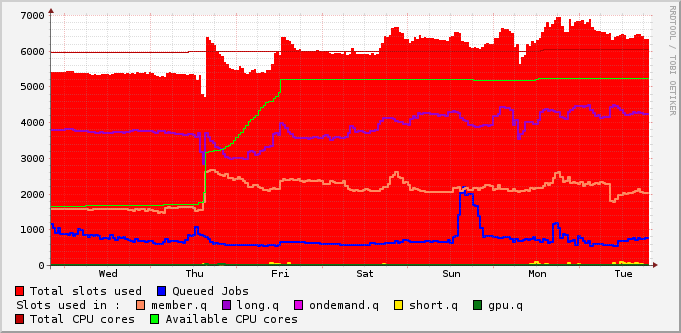 7000
6000
5000
4000
3000
2000
1000
0
Wed Thu Fri Sat Sun Mon Tue
Total slots used Queued Jobs
Slots used in : member.q long.q ondemand.q short.q gpu.q
Total CPU cores Available CPU cores
RRDTOOL / TOBI OETIKER